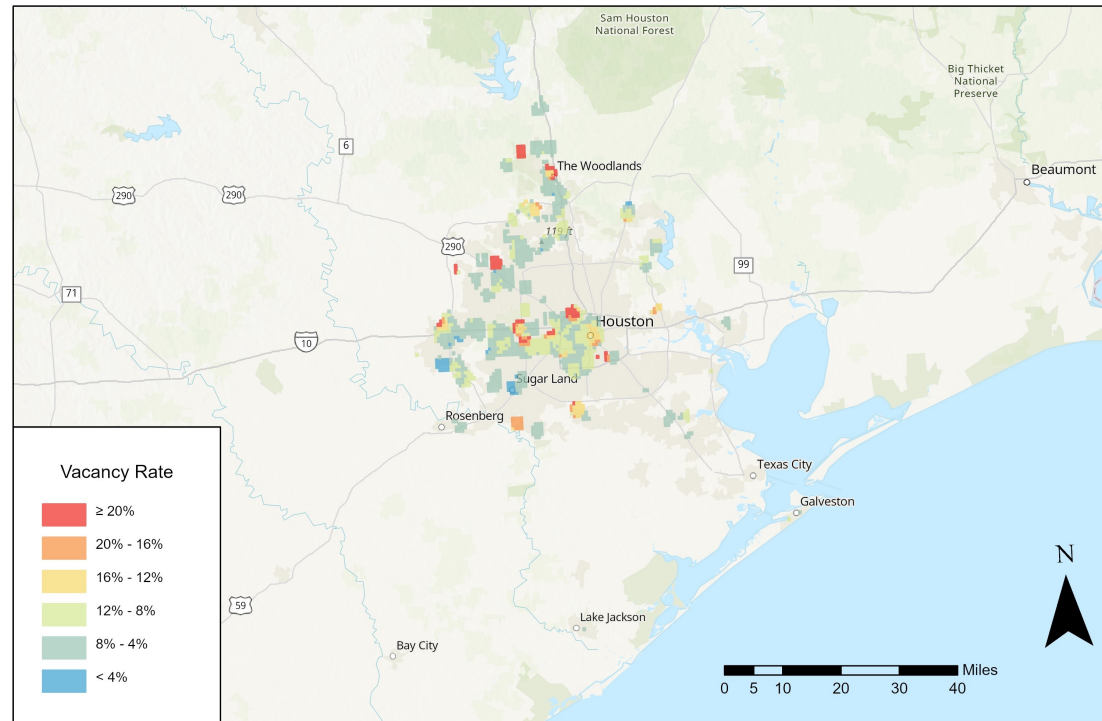 Sam Houston
National Forest
Big Thicket
National
Preserve
6
The Woodlands
Beaumont
290
290
119 ft
290
99
71
Houston
10
Sugar Land
Rosenberg
Texas City
Galveston
Vacancy Rate
≥ 20%
20% - 16%
16% - 12%
12% - 8%
8% - 4%
< 4%
59
Lake Jackson
Bay City
N
Miles
0 5 10 20 30 40